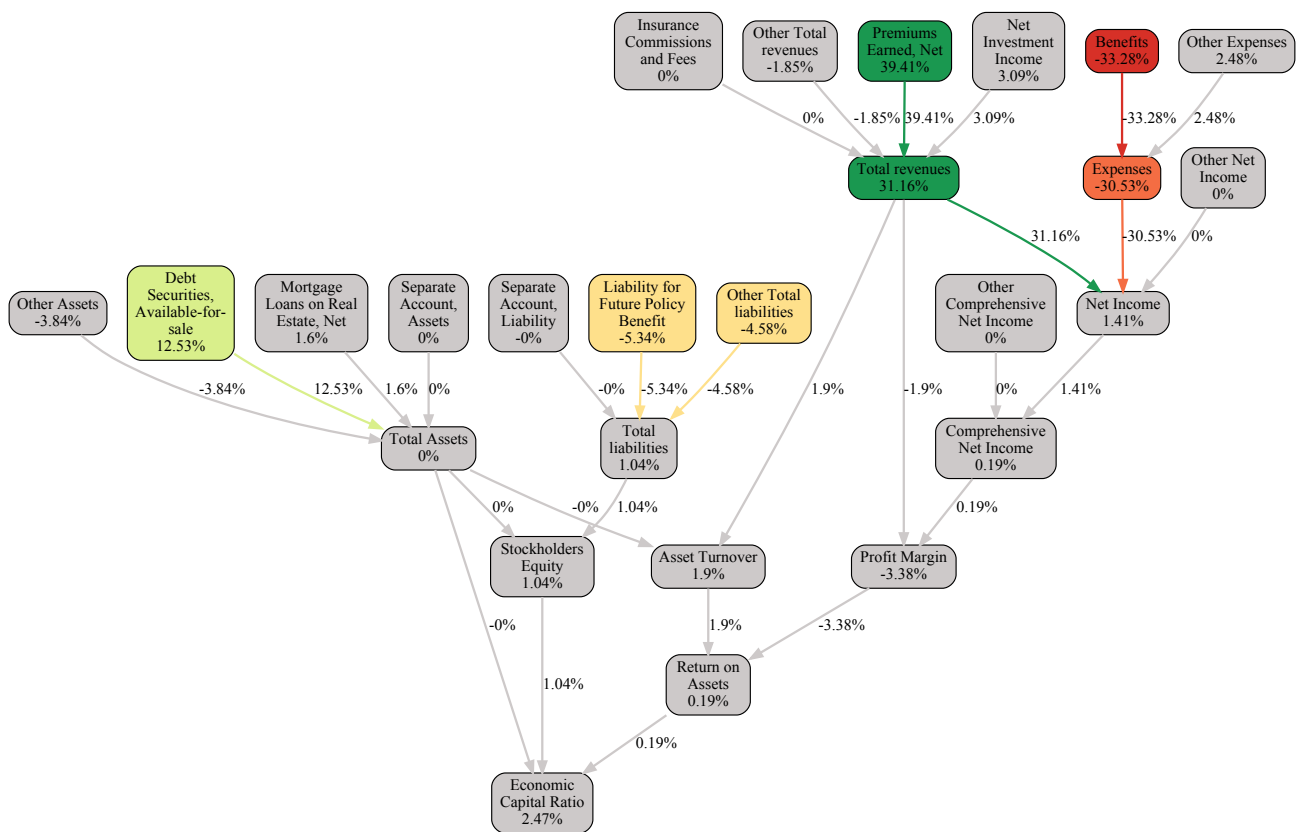 Insurance
Commissions
and Fees
0%
Other Total
revenues
-1.85%
Premiums
Earned, Net
39.41%
Net
Investment
Income
3.09%
Benefits
-33.28%
Other Expenses
2.48%
0%
-1.85%
39.41%
3.09%
-33.28%
2.48%
Total revenues
31.16%
Expenses
-30.53%
Other Net
Income
0%
31.16%
-30.53%
0%
Other Assets
-3.84%
Debt
Securities,
Available-for-
sale
12.53%
Mortgage
Loans on Real
Estate, Net
1.6%
Separate
Account,
Assets
0%
Separate
Account,
Liability
-0%
Liability for
Future Policy
Benefit
-5.34%
Other Total
liabilities
-4.58%
Other
Comprehensive
Net Income
0%
Net Income
1.41%
-3.84%
12.53%
1.6%
0%
-0%
-5.34%
-4.58%
1.9%
-1.9%
0%
1.41%
Total Assets
0%
Total
liabilities
1.04%
Comprehensive
Net Income
0.19%
0%
-0%
1.04%
0.19%
Stockholders
Equity
1.04%
Asset Turnover
1.9%
Profit Margin
-3.38%
-0%
1.9%
-3.38%
1.04%
Return on
Assets
0.19%
0.19%
Economic
Capital Ratio
2.47%